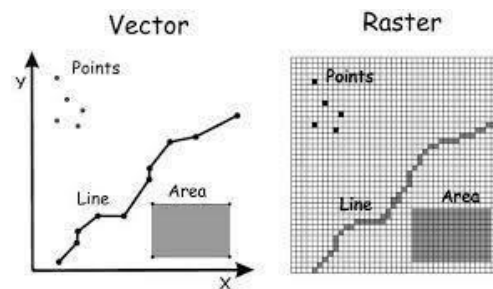 Vector
Raster
Points
Y
Line
Area
X
Points
Line
Area